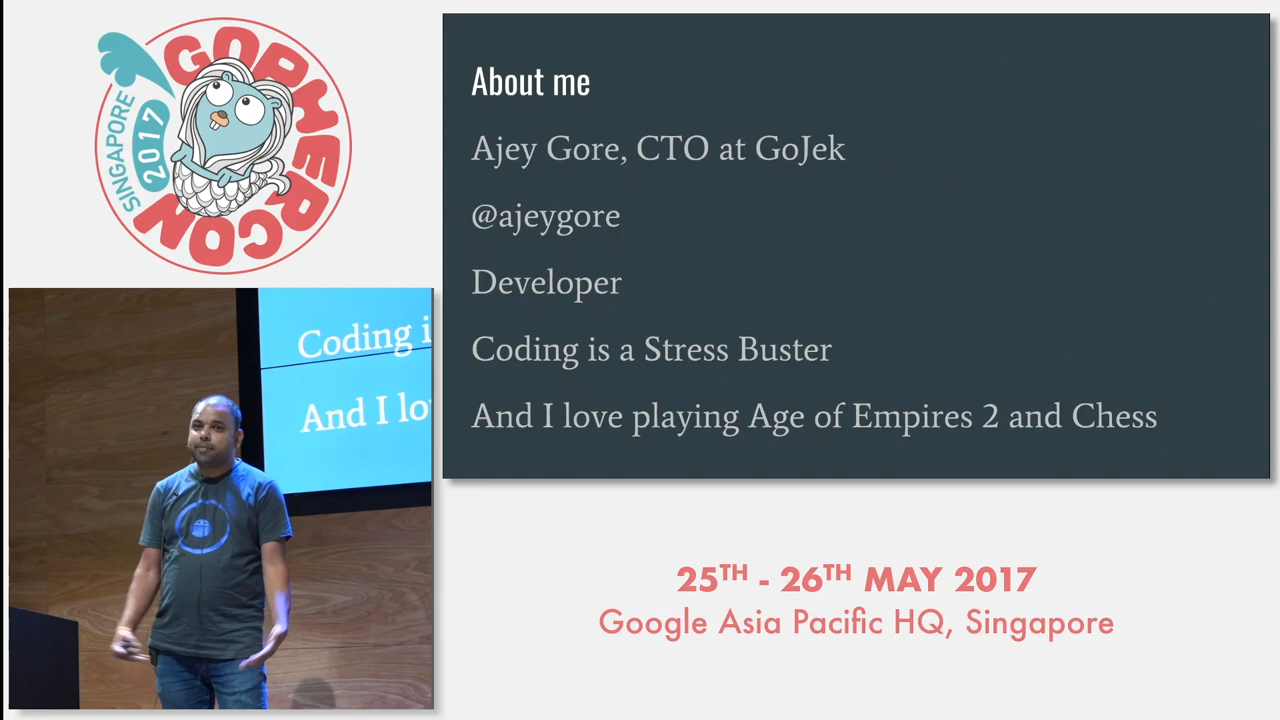 GOPHERCON
SINGAPORE
2017
About me
Ajey Gore, CTO at GoJek
@ajeygore
Developer
Coding is a Stress Buster
And I love playing Age of Empires 2 and Chess
Coding i
And I lo
25TH - 26TH MAY 2017
Google Asia Pacific HQ, Singapore